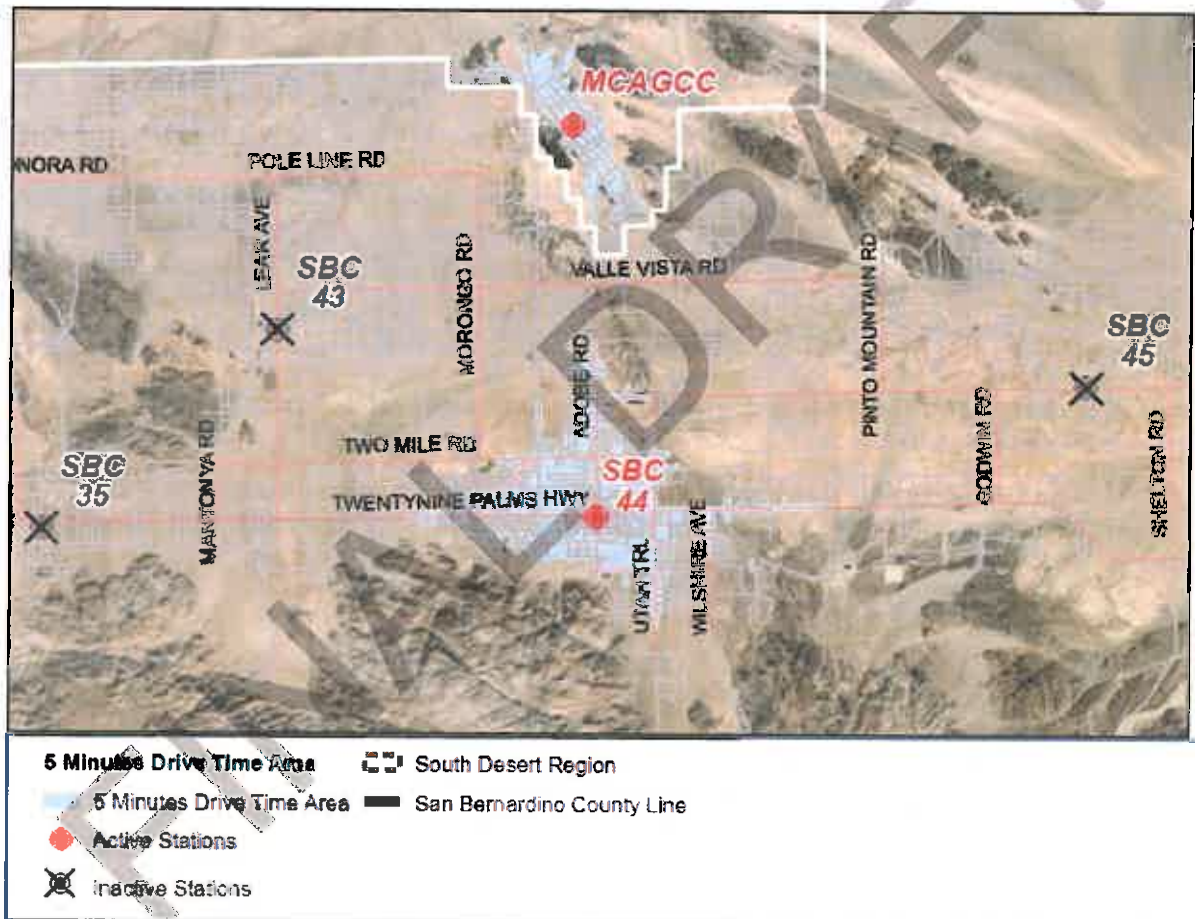 MCAGCC
NORA RD
POLE LINE RD
LEAR AVE
SBC
43
MORONGO RD
VALLE VISTA RD
PINTO MOUNTAIN RD
SBC
45
ADOBE RD
GODWIN RD
SHELTON RD
TWO MILE RD
SBC
35
MANTONYA RD
SBC
44
TWENTYNINE PALMS HWY
UTAH TRL
WILSHIRE AVE
FINAL DRAF
5 Minutes Drive Time Area
South Desert Region
5 Minutes Drive Time Area
San Bernardino County Line
Active Stations
Inactive Stations